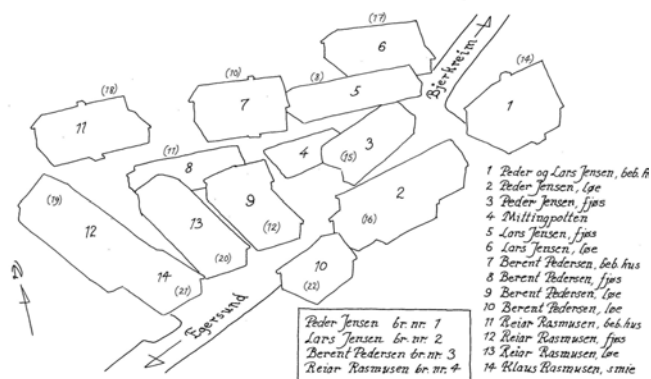 (17)
6
Bjerkreim
(10)
(8)
(14)
5
1
(18)
7
11
3
4
(15)
(11)
8
1 Peder og Lars Jensen, beb.h
2 Peder Jensen, løe
3 Peder Jensen, fjøs
4 Miltingpolten
5 Lars Jensen, fjøs
6 Lars Jensen, løe
7 Berent Pedersen, beb.hus
8 Berent Pedersen, fjøs
9 Berent Pedersen, løe
10 Berent Pedersen, løe
11 Reiar Rasmusen, beb.hus
12 Reiar Rasmusen, fjøs
13 Reiar Rasmusen, løe
14 Klaus Rasmusen, smie
2
9
(19)
13
(16)
12
(12)
(20)
10
14
(21)
(22)
N
Egersund
Peder Jensen br. nr. 1
Lars Jensen br. nr. 2
Berent Pedersen br. nr. 3
Reiar Rasmusen br. nr. 4